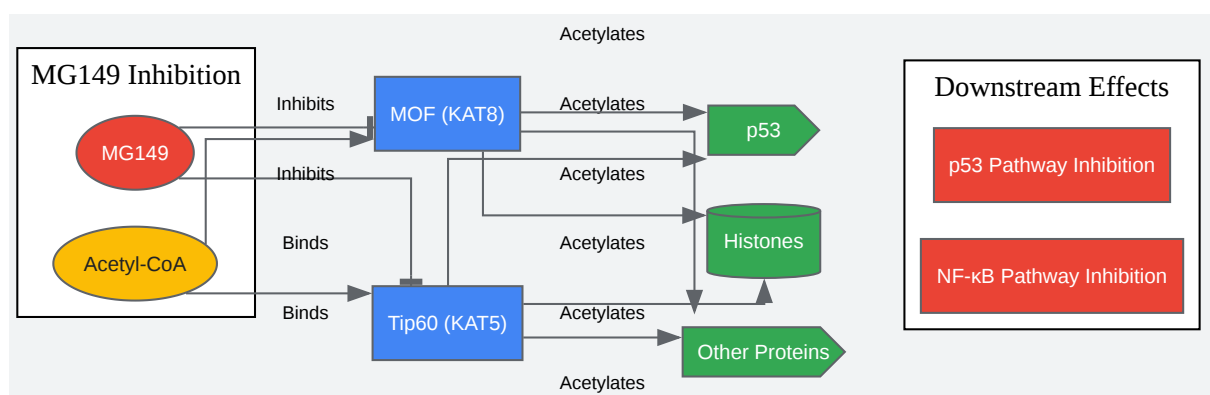 Acetylates
MG149 Inhibition
Inhibits
MOF (KAT8)
Acetylates
p53
MG149
Inhibits
Acetylates
Acetyl-CoA
Binds
Acetylates
Histones
Binds
Tip60 (KAT5)
Acetylates
Other Proteins
Acetylates
Downstream Effects
p53 Pathway Inhibition
NF-κB Pathway Inhibition